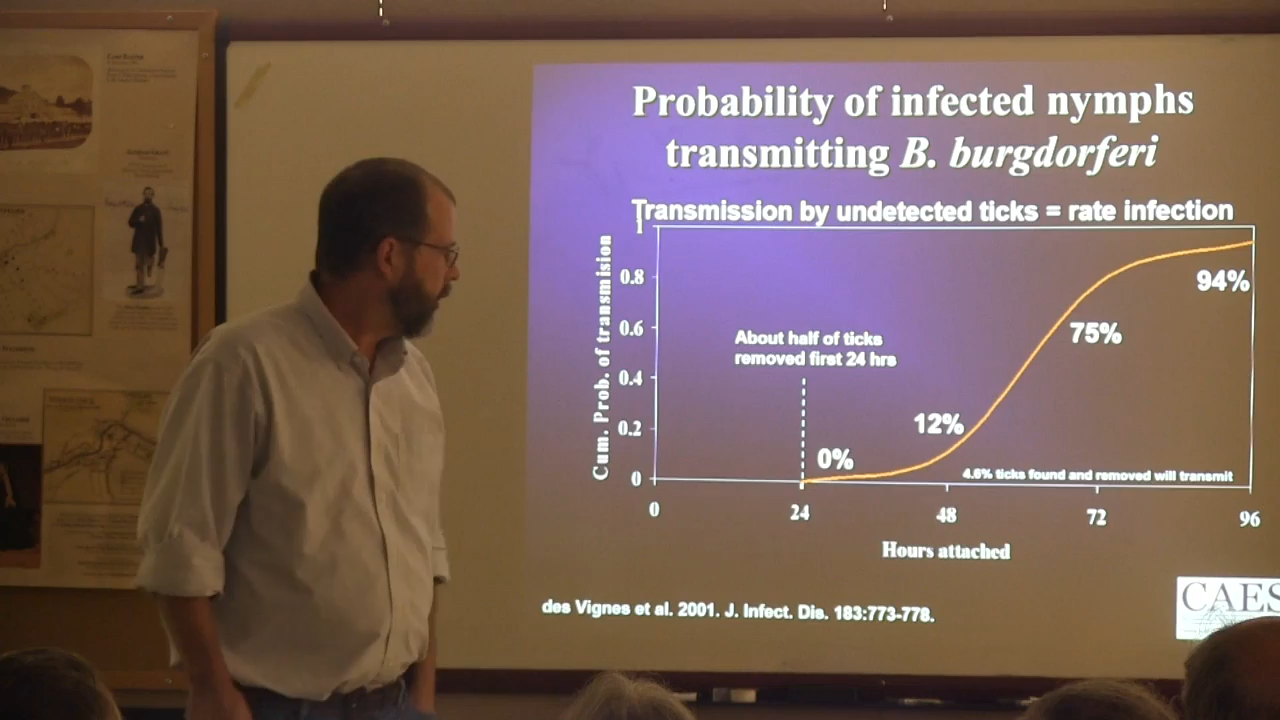 Probability of infected nymphs
transmitting B. burgdorferi
Transmission by undetected ticks = rate infection
Cum. Prob. of transmision
1
0.8
0.6
0.4
0.2
0
About half of ticks
removed first 24 hrs
0%
12%
75%
94%
4.6% ticks found and removed will transmit
0
24
48
72
96
Hours attached
des Vignes et al. 2001. J. Infect. Dis. 183:773-778.
CAES